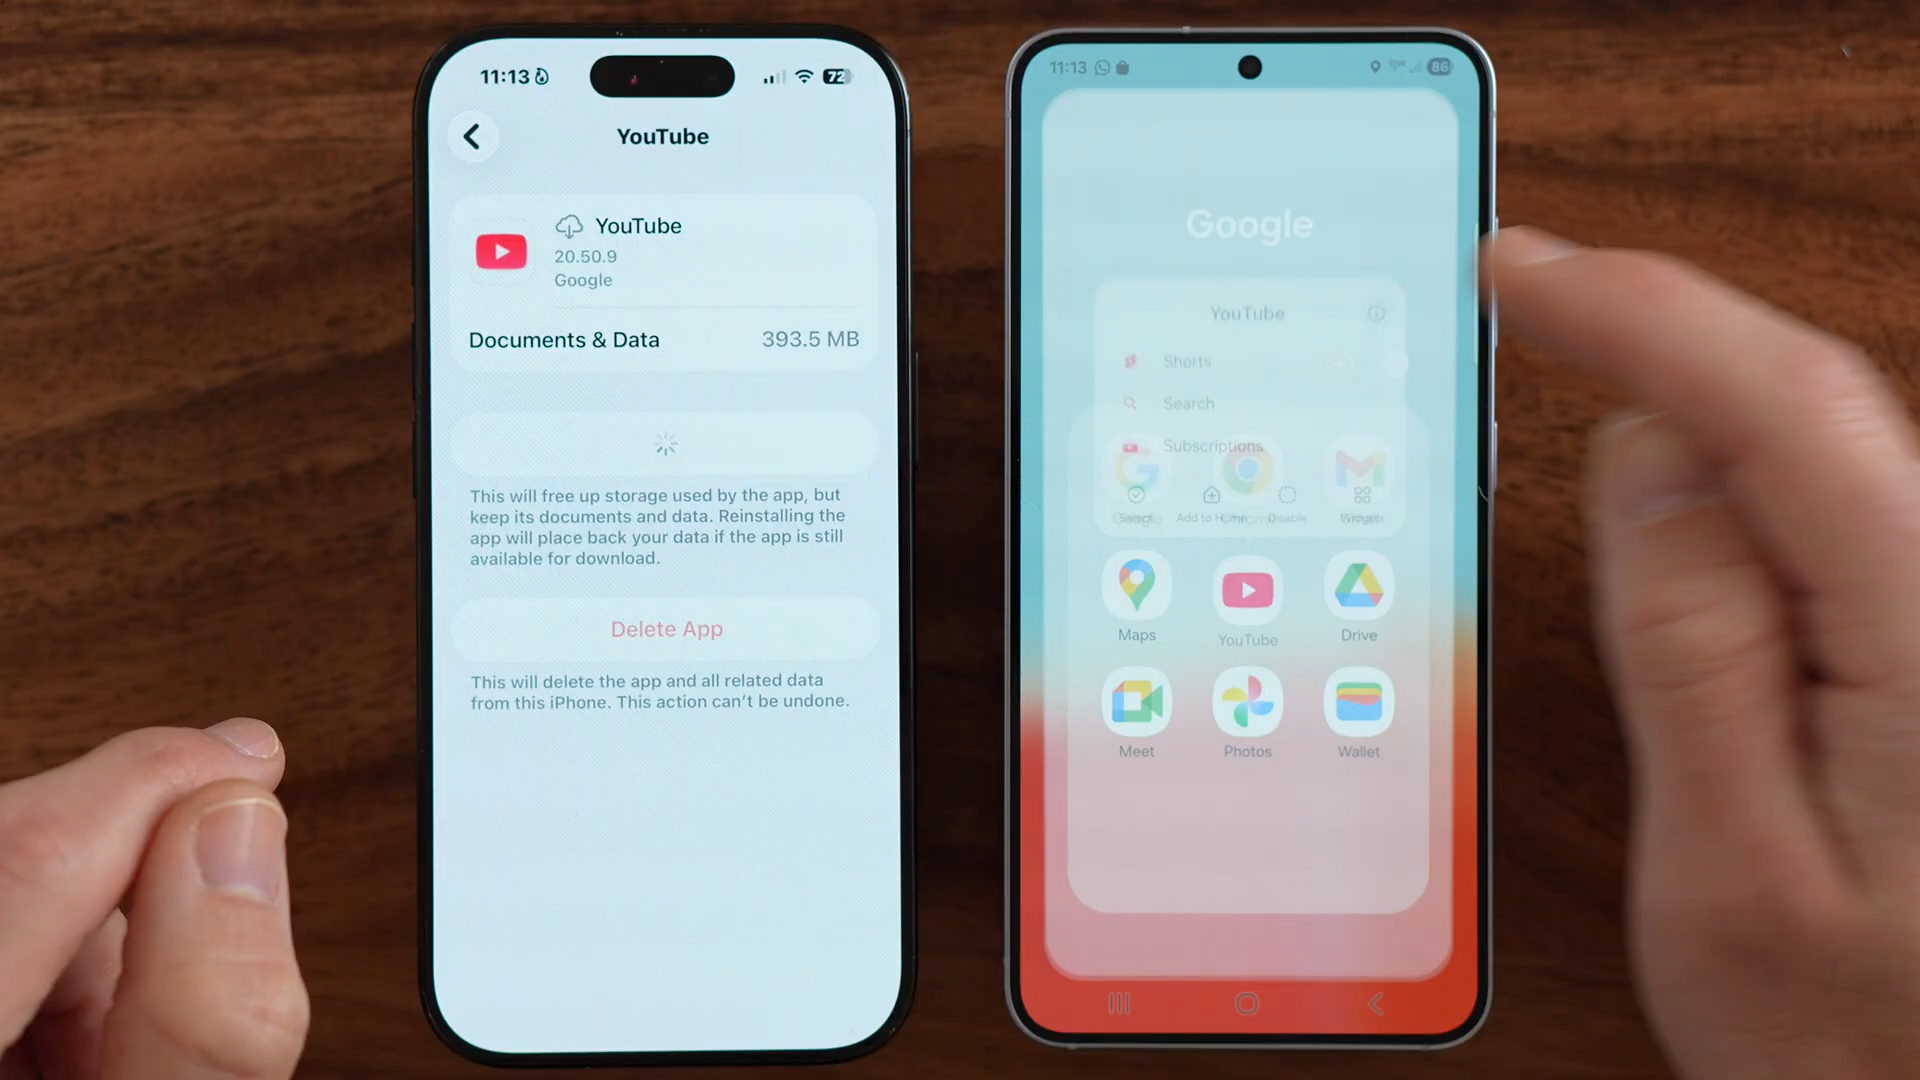 11:13
72
YouTube
YouTube
20.50.9
Google
Documents & Data 393.5 MB
This will free up storage used by the app, but
keep its documents and data. Reinstalling the
app will place back your data if the app is still
available for download.
Delete App
This will delete the app and all related data
from this iPhone. This action can't be undone.
11:13
86
Google
YouTube
Shorts
Search
Subscriptions
Select Add to Home Disable Widgets
Maps YouTube Drive
Meet Photos Wallet